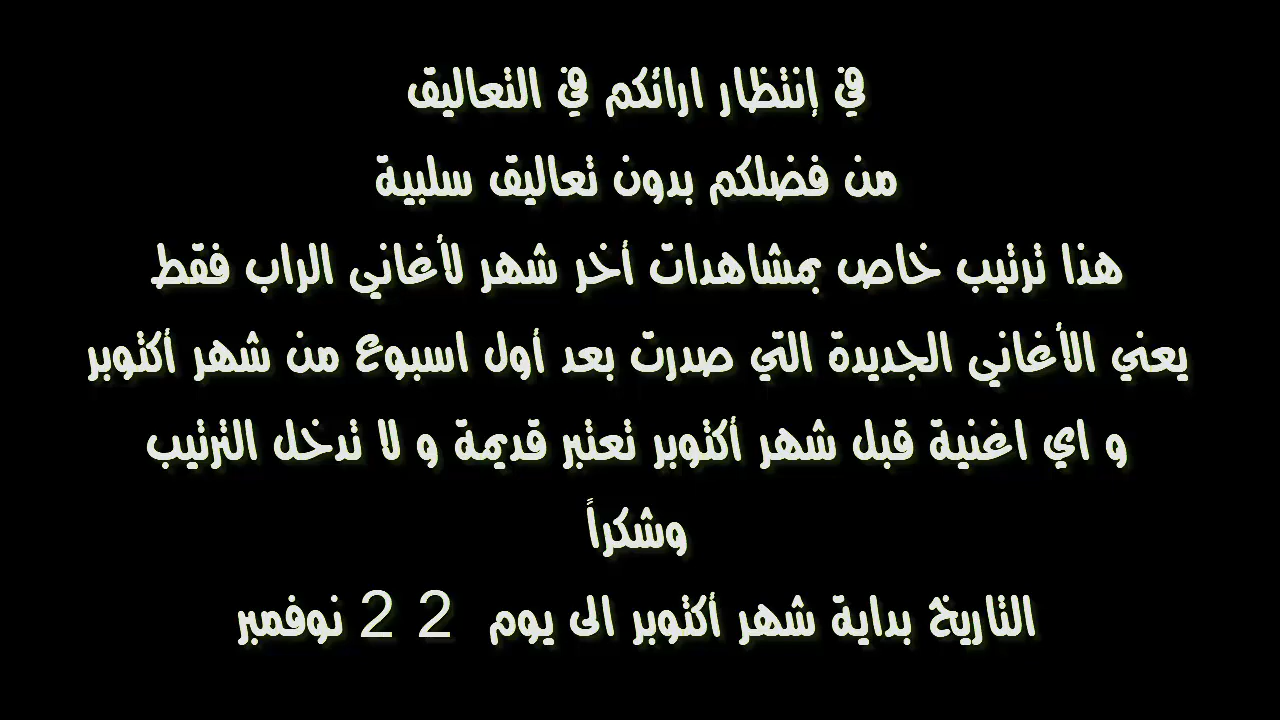 في إنتظار ارائكم في التعاليق
من فضلكم بدون تعاليق سلبية
هذا ترتيب خاص بمشاهدات أخر شهر لأغاني الراب فقط
يعني الأغاني الجديدة التي صدرت بعد أول اسبوع من شهر أكتوبر
و اي اغنية قبل شهر أكتوبر تعتبر قديمة و لا تدخل الترتيب
وشكراً
التاريخ بداية شهر أكتوبر الى يوم 2 2 نوفمبر